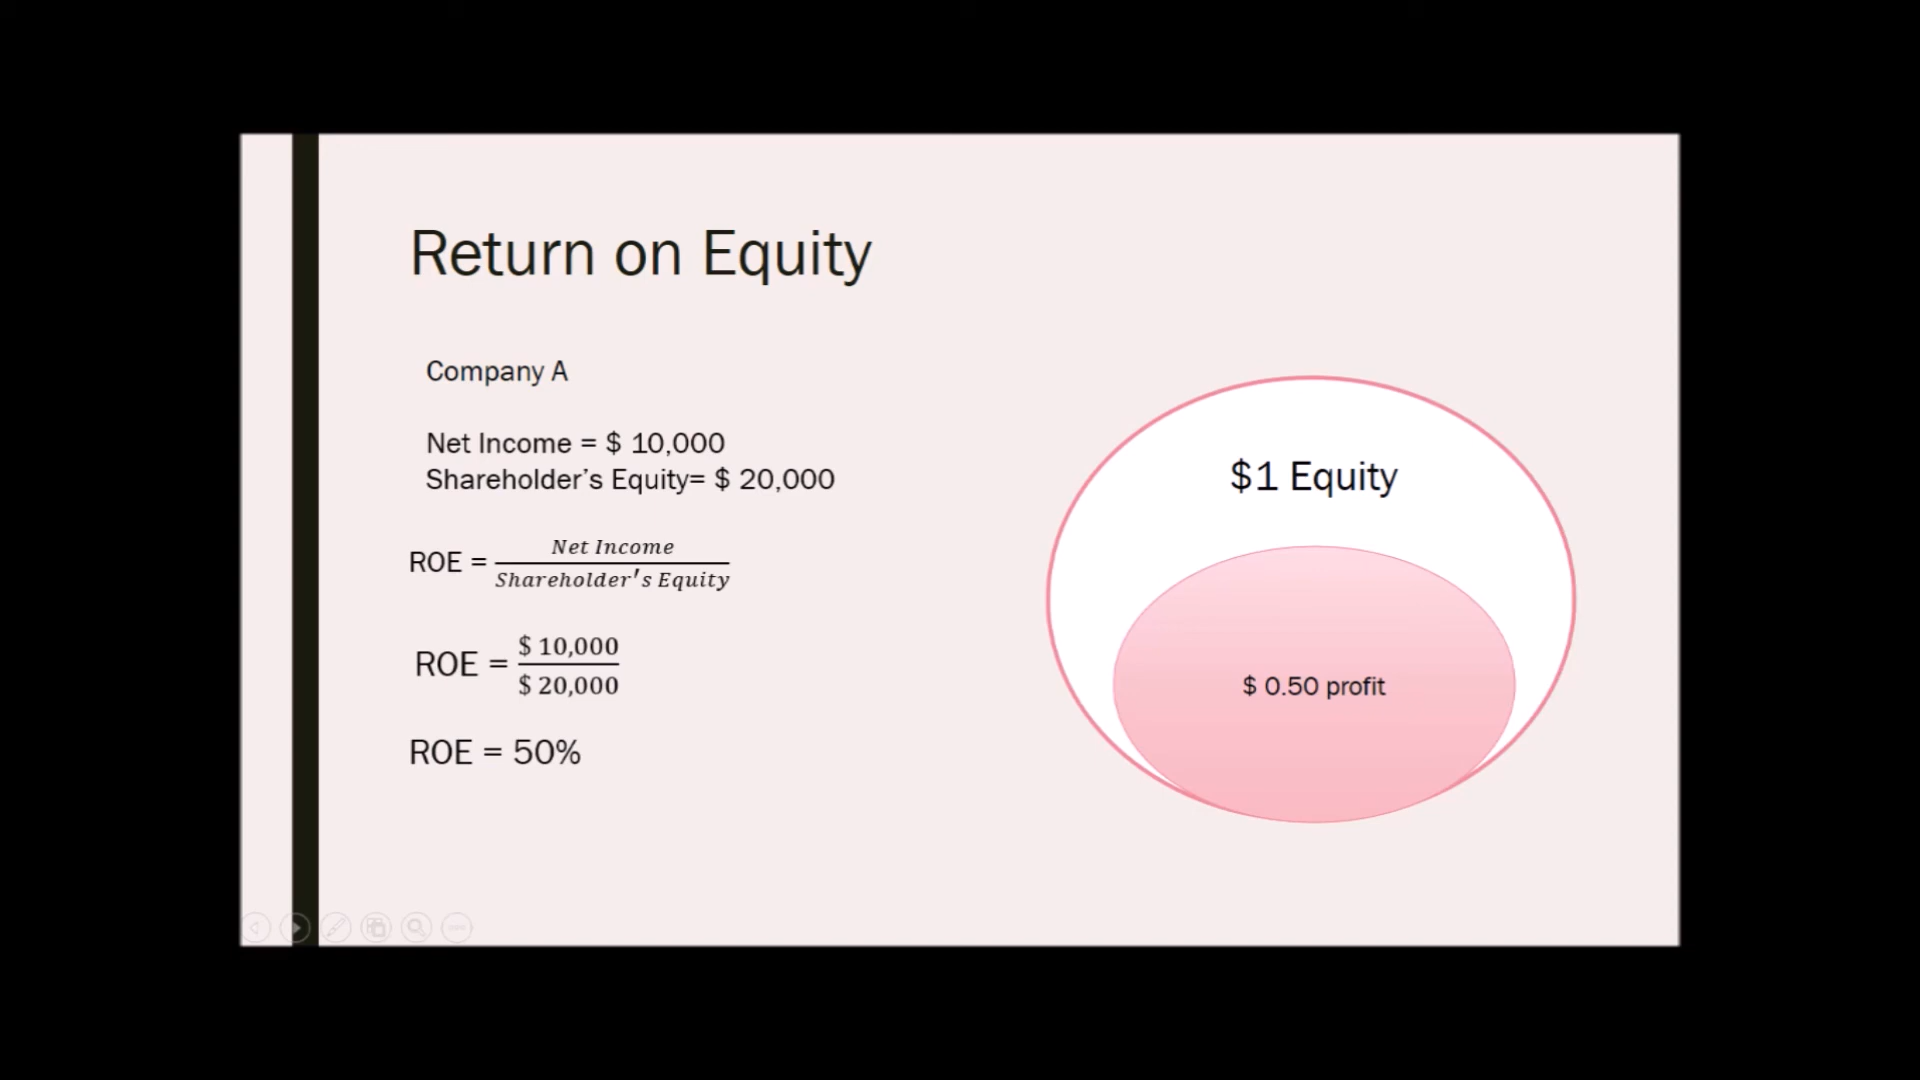 Return on Equity
Company A
Net Income = $ 10,000
Shareholder’s Equity= $ 20,000
ROE = Net Income / Shareholder's Equity
ROE = $ 10,000 / $ 20,000
ROE = 50%
$1 Equity
$ 0.50 profit